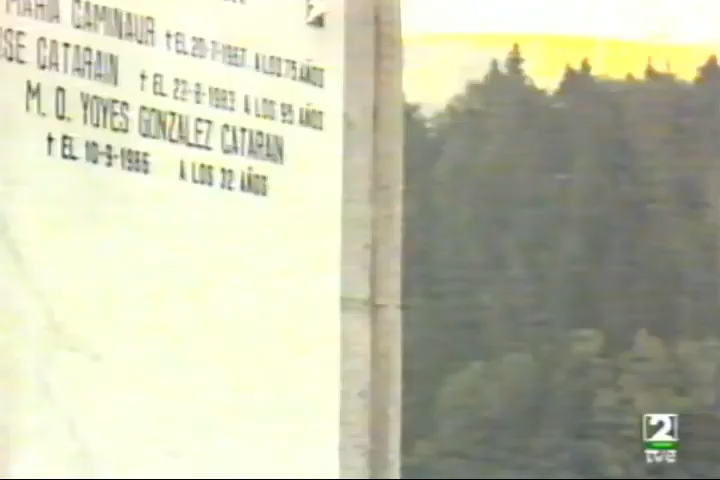 MARIA CAMINAUR † EL 20-7-1987 A LOS 75 AÑOS
SE CATARAIN † EL 22-8-1983 A LOS 95 AÑOS
M. D. YOYES GONZALEZ CATARAIN
† EL 10-9-1986 A LOS 32 AÑOS
2
tve